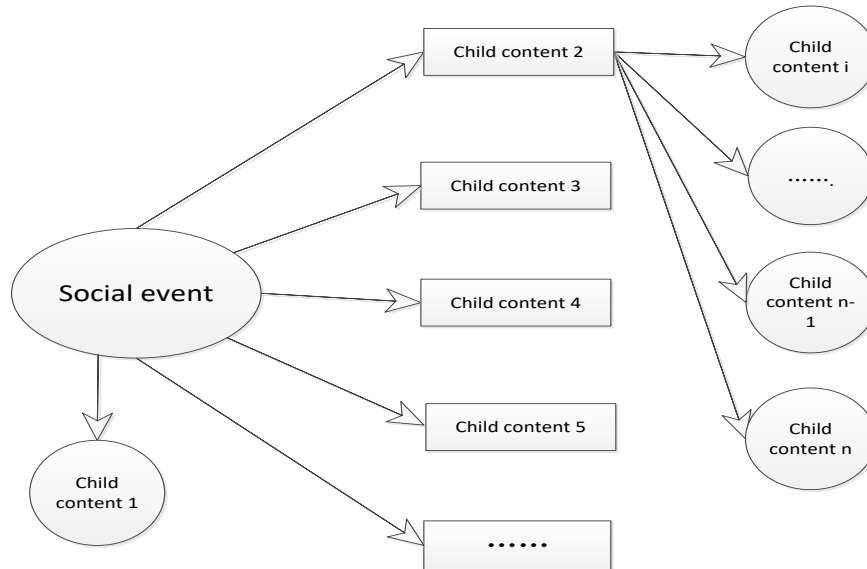 Child content 2
Child
content i
Child content 3
…….
Social event
Child content 4
Child
content n-
1
Child content 5
Child
content n
Child
content 1
……